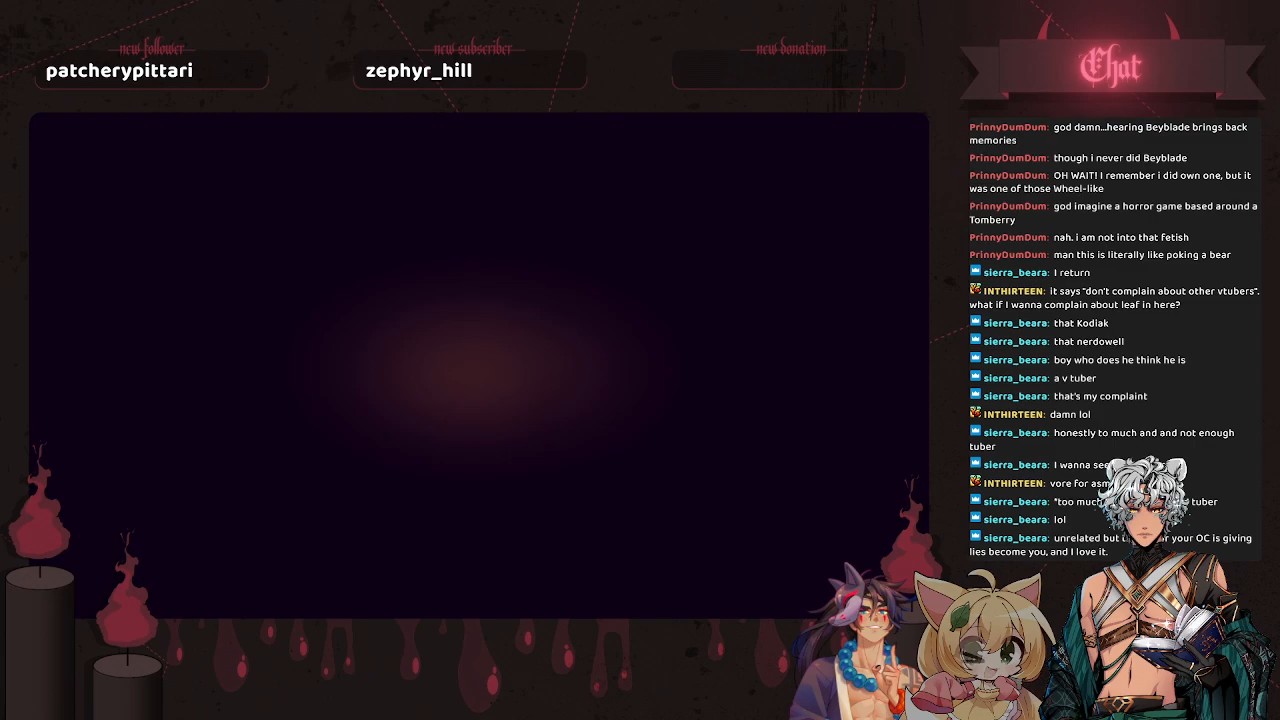 new follower
new subscriber
new donation
patcherypittari
zephyr_hill
Chat
PrinnyDumDum: god damn...hearing Beyblade brings back
memories
PrinnyDumDum: though i never did Beyblade
PrinnyDumDum: OH WAIT! I remember i did own one, but it
was one of those Wheel-like
PrinnyDumDum: god imagine a horror game based around a
Tomberry
PrinnyDumDum: nah. i am not into that fetish
PrinnyDumDum: man this is literally like poking a bear
sierra_beara: I return
INTHIRTEEN: it says "don't complain about other vtubers".
what if I wanna complain about leaf in here?
sierra_beara: that Kodiak
sierra_beara: that nerdowell
sierra_beara: boy who does he think he is
sierra_beara: a v tuber
sierra_beara: that's my complaint
INTHIRTEEN: damn lol
sierra_beara: honestly to much and and not enough
tuber
sierra_beara: I wanna see
INTHIRTEEN: vore for asm
sierra_beara: "too much tuber
sierra_beara: lol
sierra_beara: unrelated but your OC is giving
lies become you, and I love it.